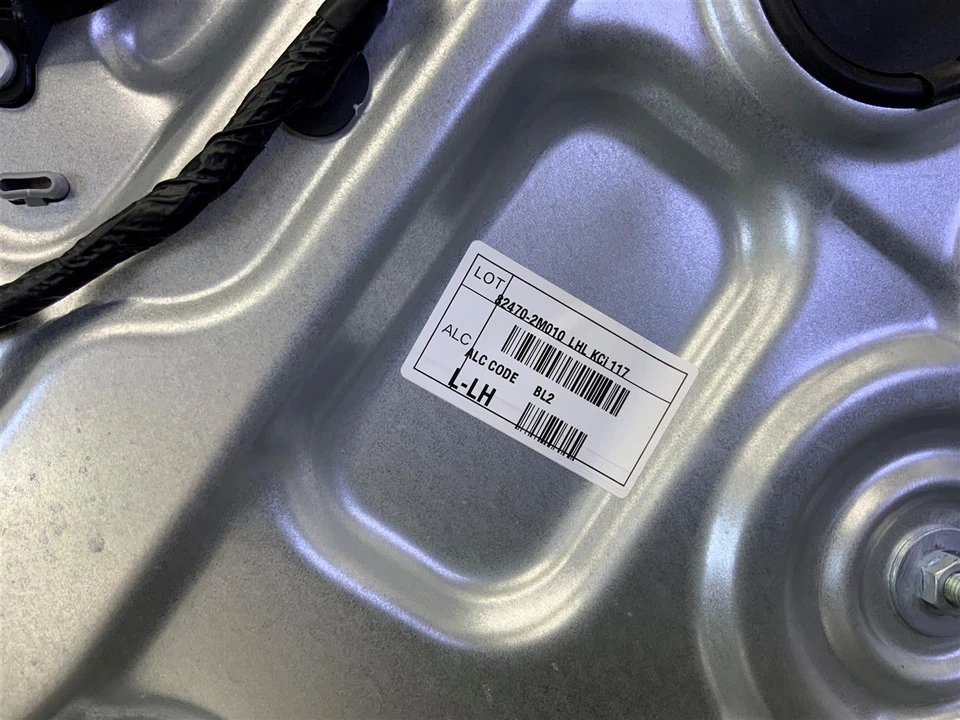 LOT
82470-2M010 LHL KCi 117
ALC
ALC CODE BL2
L-LH